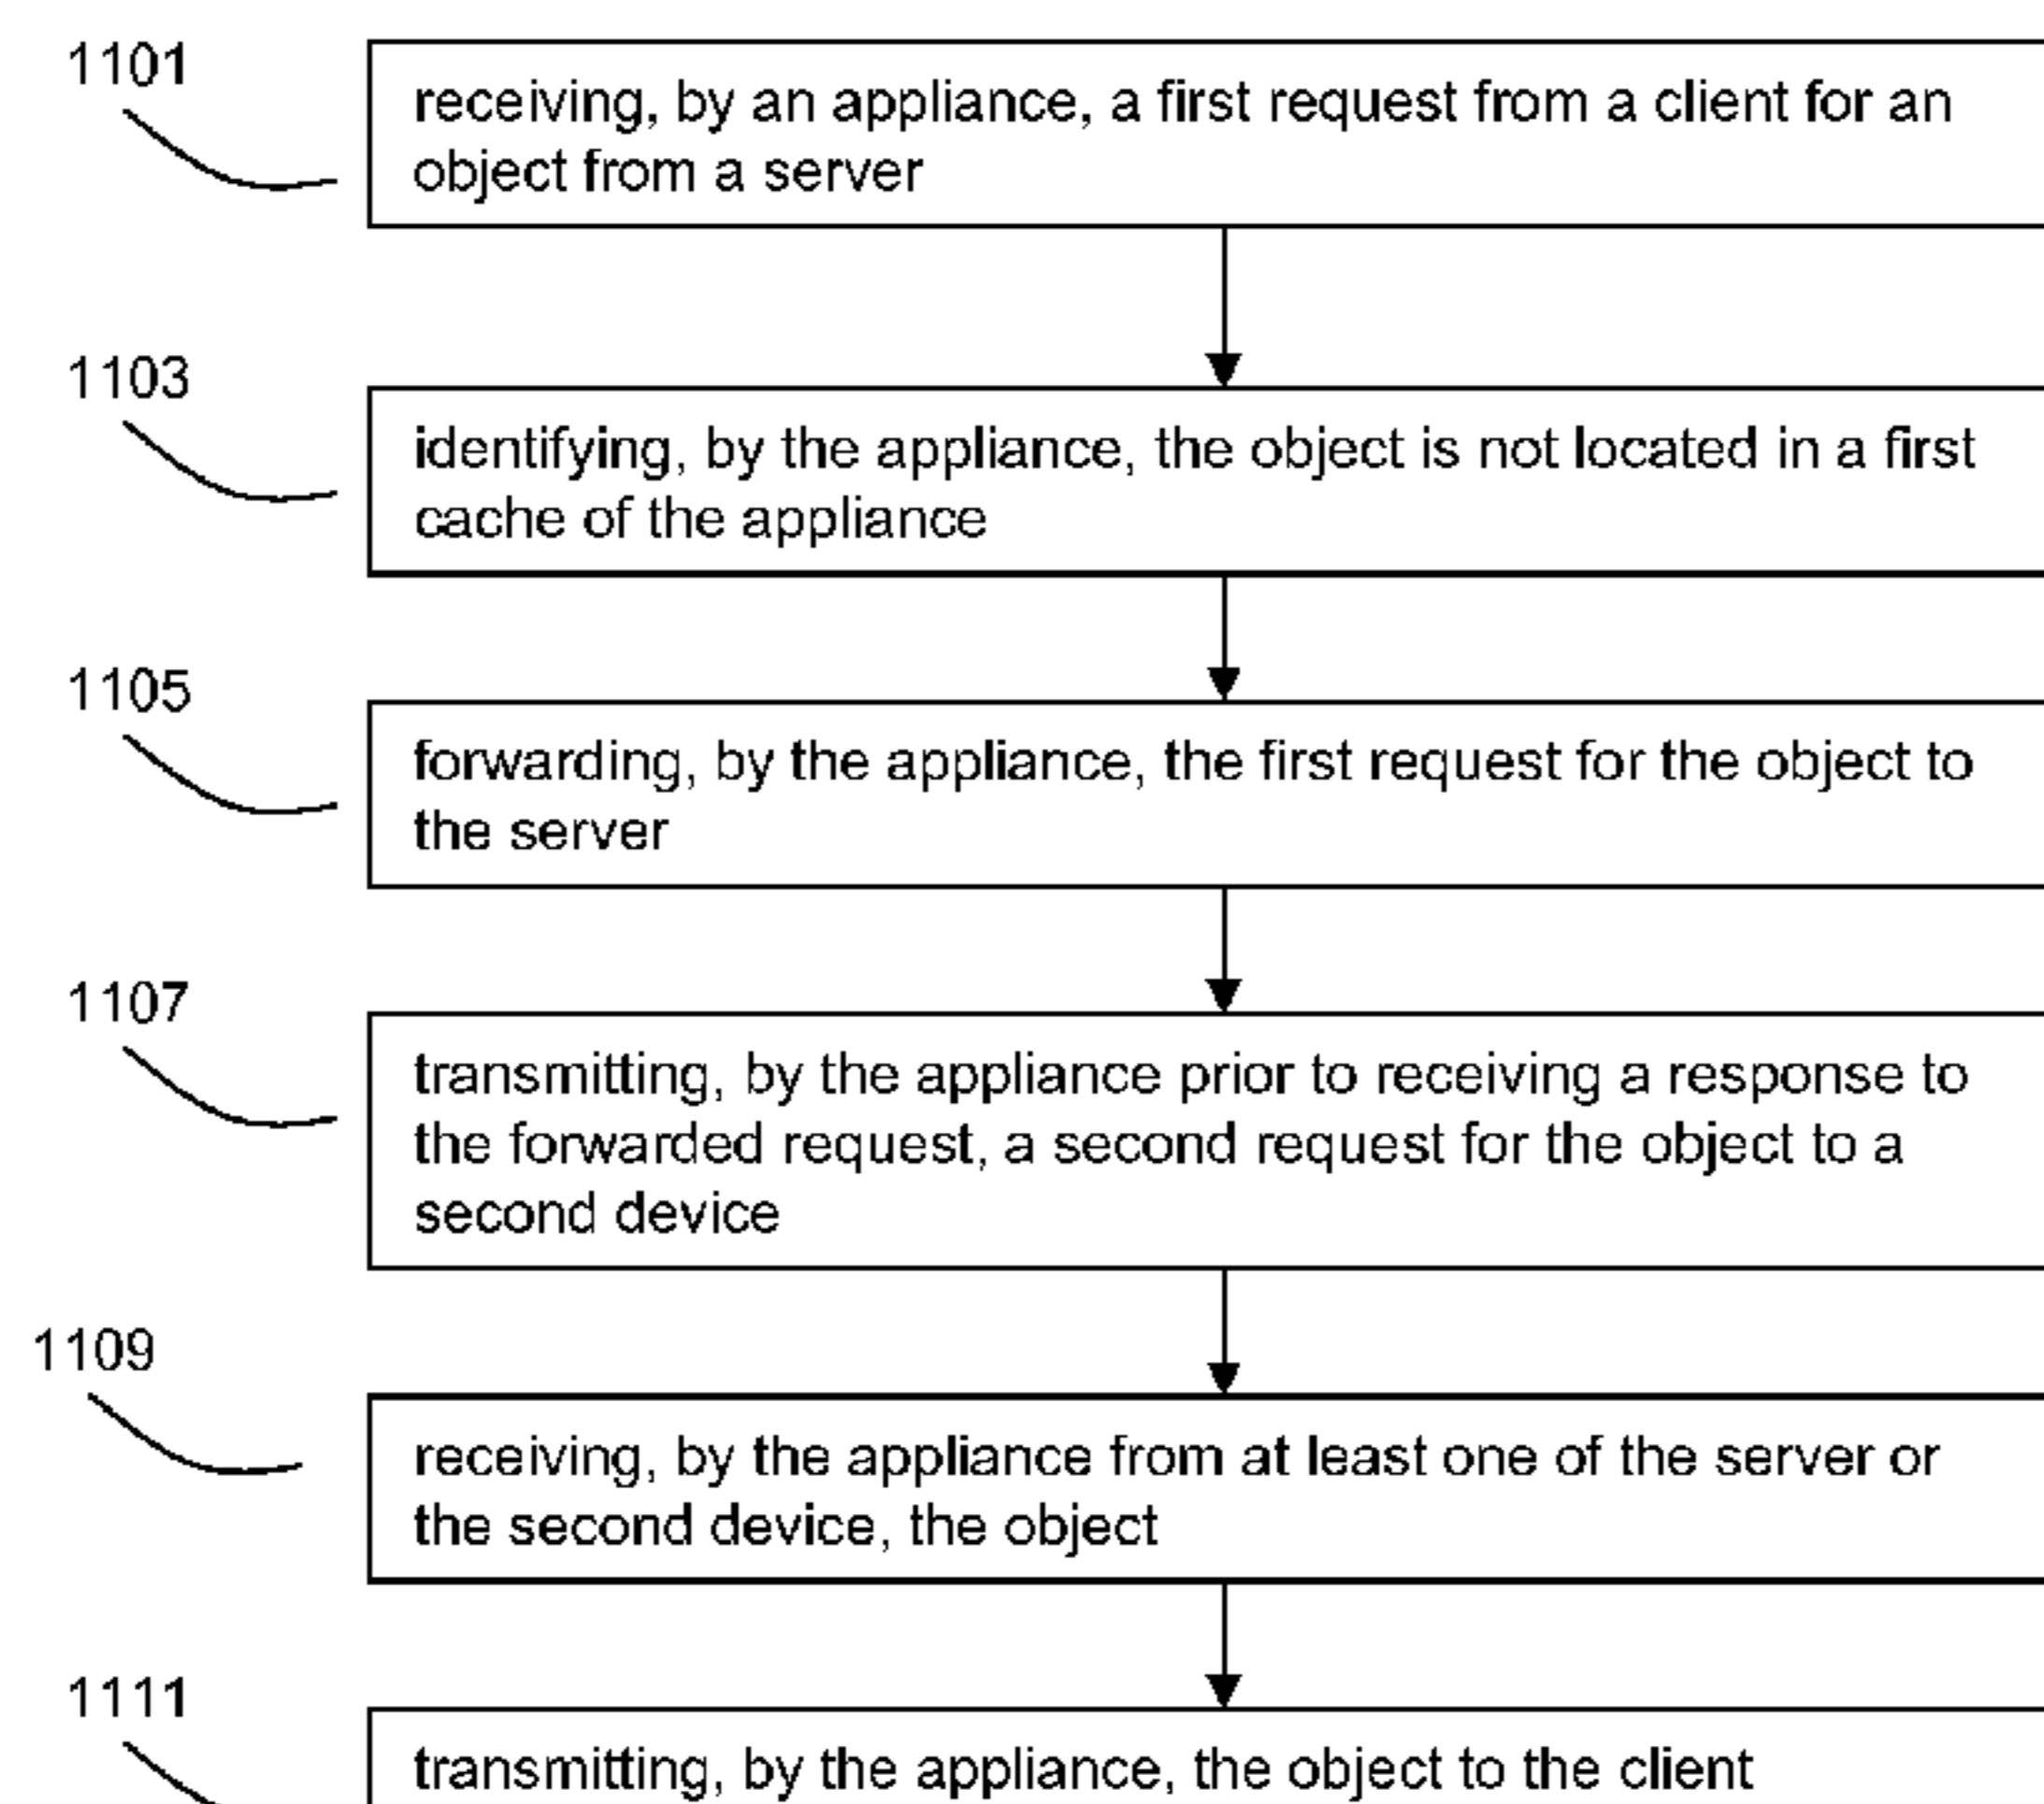 1101
receiving, by an appliance, a first request from a client for an
object from a server
1103
identifying, by the appliance, the object is not located in a first
cache of the appliance
1105
forwarding, by the appliance, the first request for the object to
the server
1107
transmitting, by the appliance prior to receiving a response to
the forwarded request, a second request for the object to a
second device
1109
receiving, by the appliance from at least one of the server or
the second device, the object
1111
transmitting, by the appliance, the object to the client